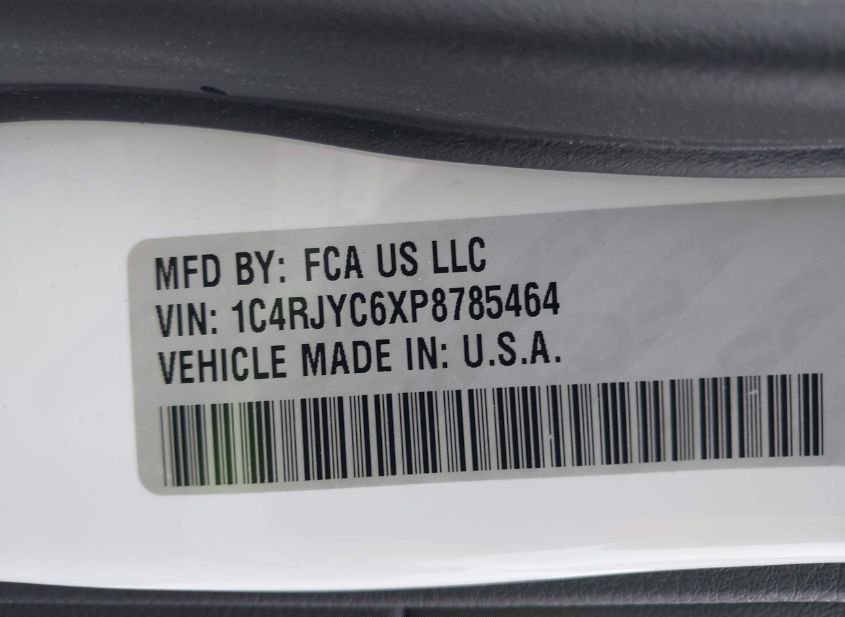 MFD BY: FCA US LLC
VIN: 1C4RJYC6XP8785464
VEHICLE MADE IN: U.S.A.